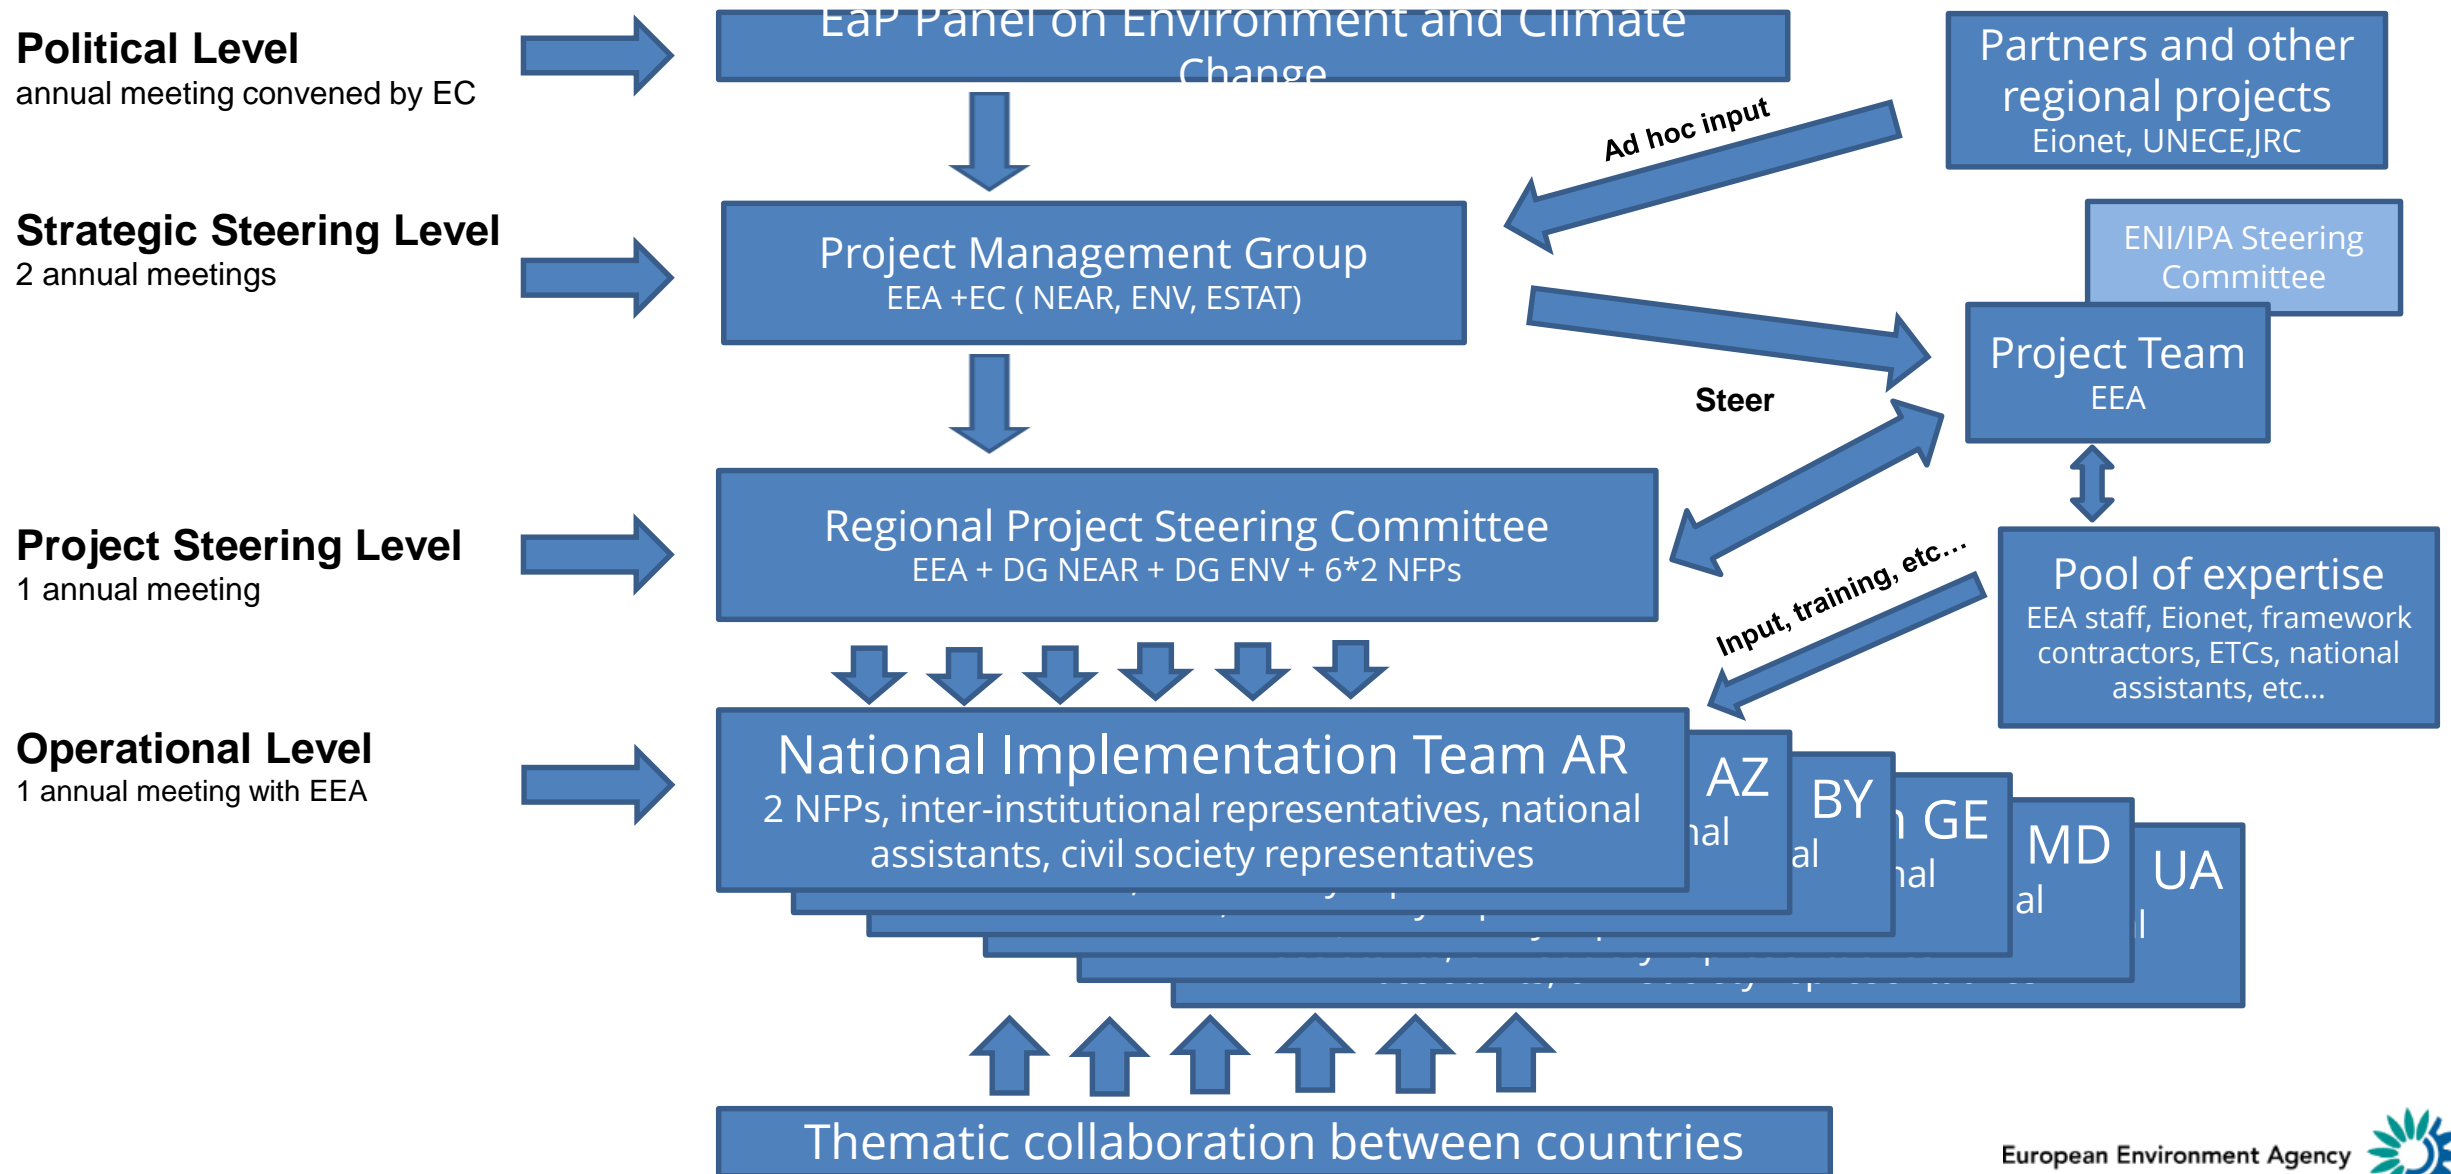 Political Level
annual meeting convened by EC
EaP Panel on Environment and Climate
Change
Partners and other
regional projects
Eionet, UNECE,JRC
Ad hoc input
Strategic Steering Level
2 annual meetings
Project Management Group
EEA +EC ( NEAR, ENV, ESTAT)
ENI/IPA Steering
Committee
Project Team
EEA
Steer
Project Steering Level
1 annual meeting
Regional Project Steering Committee
EEA + DG NEAR + DG ENV + 6*2 NFPs
Input, training, etc...
Pool of expertise
EEA staff, Eionet, framework
contractors, ETCs, national
assistants, etc...
Operational Level
1 annual meeting with EEA
National Implementation Team AR
2 NFPs, inter-institutional representatives, national
assistants, civil society representatives
AZ
BY
GE
MD
UA
Thematic collaboration between countries
European Environment Agency